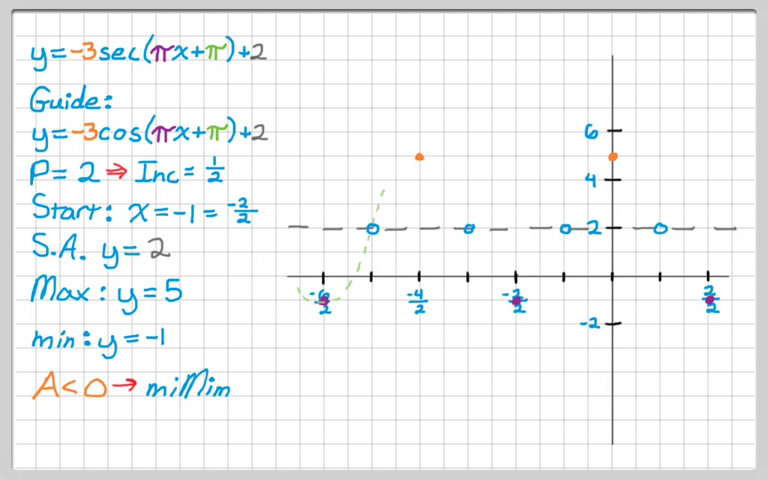 y=-3sec(πx+π)+2
Guide:
y=-3cos(πx+π)+2
P=2 ⇒ Inc=1/2
Start: x=-1=-2/2
S.A. y=2
Max: y=5
min: y=-1
A<0 → miMim
6
4
2
-6/2 -4/2 -2/2 2/2
-2